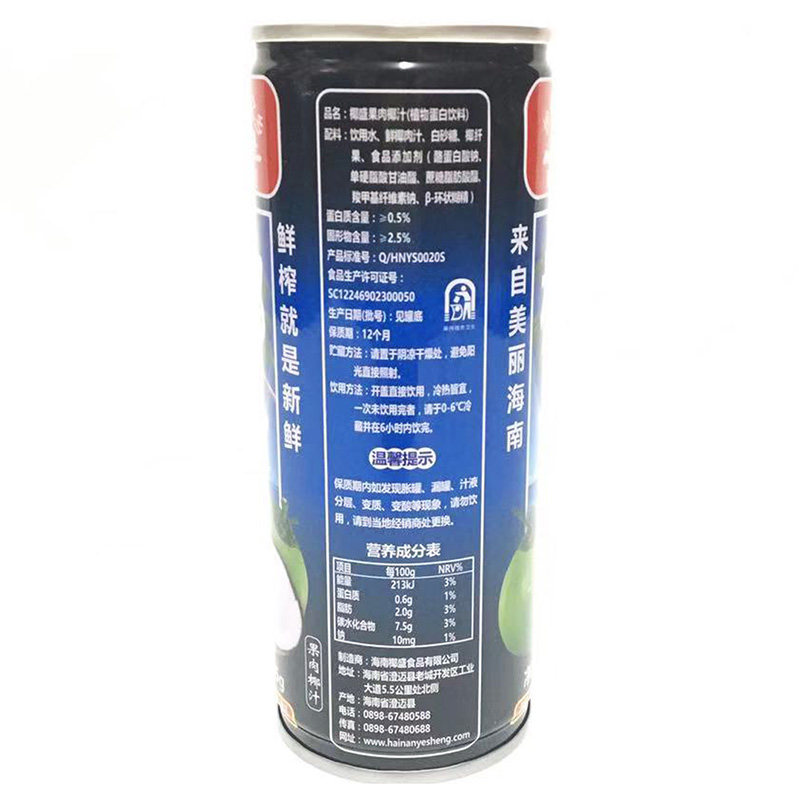 品名：椰盛果肉椰汁(植物蛋白饮料)
配料：饮用水、鲜椰肉汁、白砂糖、椰纤
果、食品添加剂（酪蛋白酸钠、
单硬脂酸甘油酯、蔗糖脂肪酸酯、
羧甲基纤维素钠、β-环状糊精）
蛋白质含量：≥0.5%
固形物含量：≥2.5%
产品标准号：Q/HNYS0020S
食品生产许可证号：
SC12246902300050
生产日期(批号)：见罐底
保质期：12个月
贮藏方法：请置于阴凉干燥处，避免阳
光直接照射。
饮用方法：开盖直接饮用，冷热皆宜，
一次未饮用完者，请于0-6℃冷
藏并在6小时内饮完。
温馨提示
保质期内如发现胀罐、漏罐、汁液
分层、变质、变酸等现象，请勿饮
用，请到当地经销商处更换。
营养成分表
项目 每100g NRV%
能量 213kJ 3%
蛋白质 0.6g 1%
脂肪 2.0g 3%
碳水化合物 7.5g 3%
钠 10mg 1%
制造商：海南椰盛食品有限公司
地址：海南省澄迈县老城开发区工业
大道5.5公里处北侧
产地：海南省澄迈县
电话：0898-67480588
传真：0898-67480688
网址：www.hainanyesheng.com
鲜榨就是新鲜
果肉椰汁
来自美丽海南